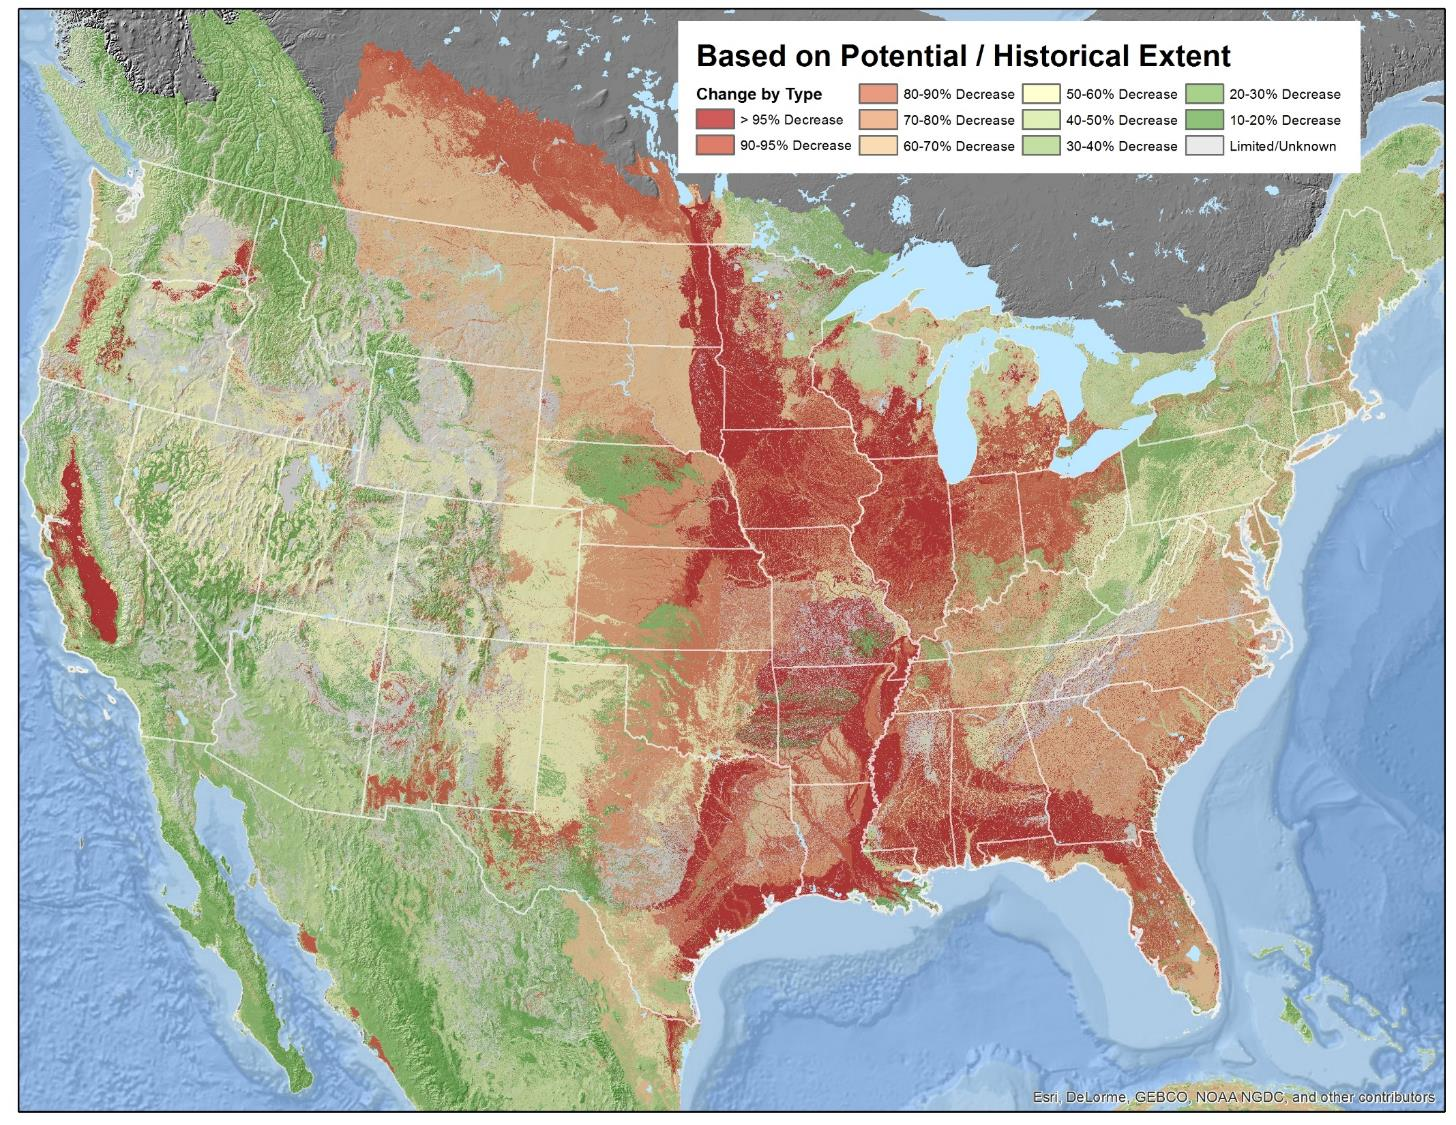 Based on Potential / Historical Extent
Change by Type
> 95% Decrease
90-95% Decrease
80-90% Decrease
70-80% Decrease
60-70% Decrease
50-60% Decrease
40-50% Decrease
30-40% Decrease
20-30% Decrease
10-20% Decrease
Limited/Unknown
Esri, DeLorme, GEBCO, NOAA NGDC, and other contributors